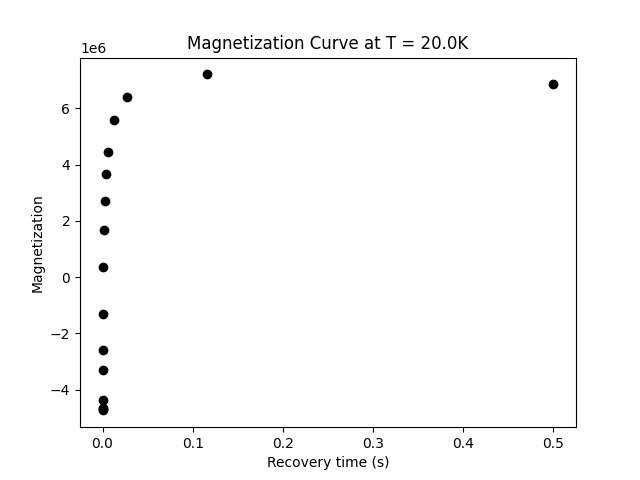 Magnetization Curve at T = 20.0K
1e6
6
4
2
0
−2
−4
Magnetization
0.0 0.1 0.2 0.3 0.4 0.5
Recovery time (s)